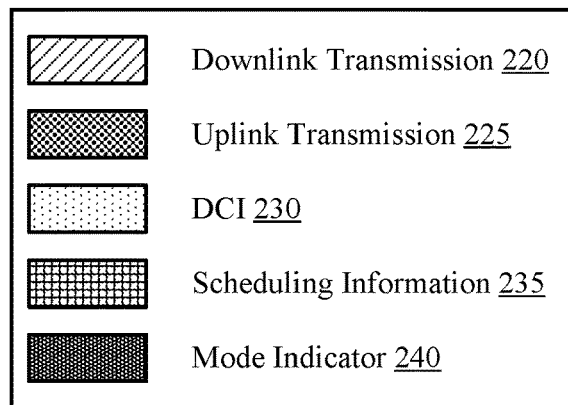 Downlink Transmission 220
Uplink Transmission 225
DCI 230
Scheduling Information 235
Mode Indicator 240